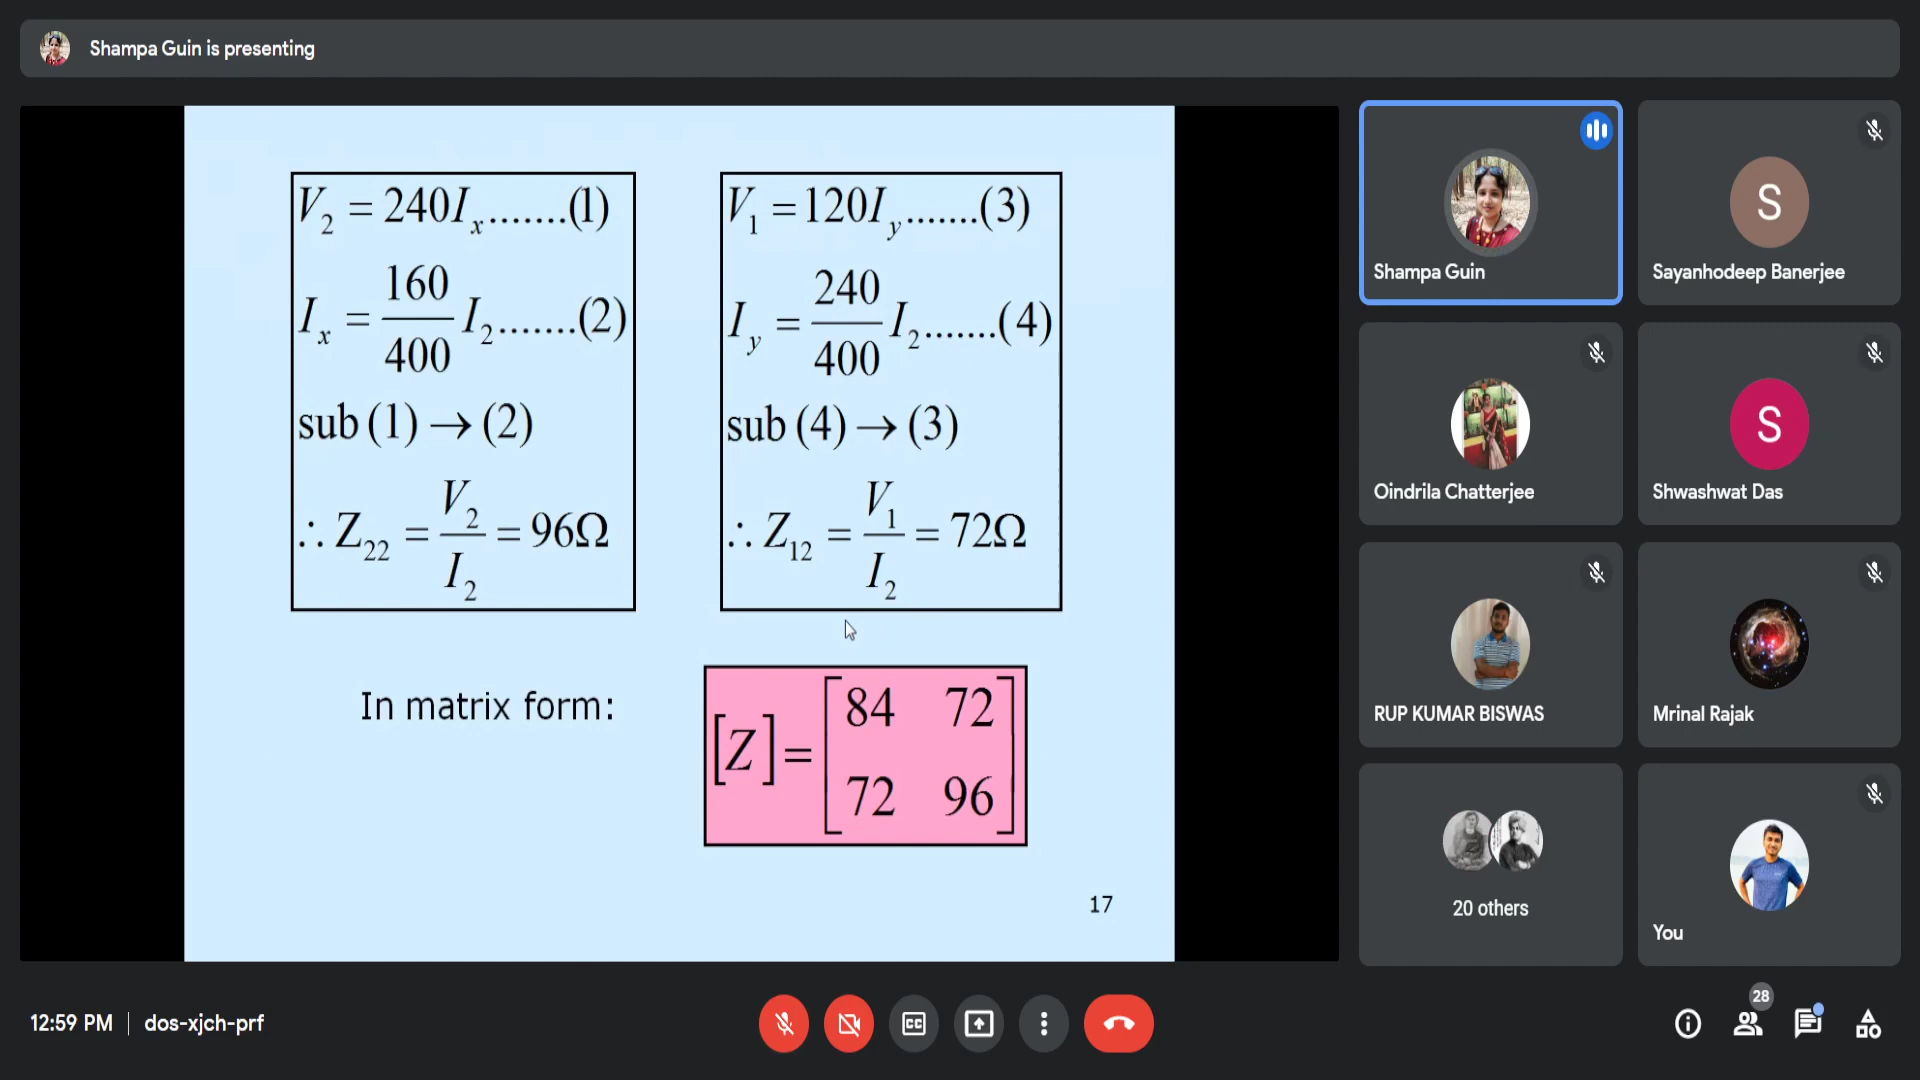 Shampa Guin is presenting
V₂ = 240Iₓ.......(1)
Iₓ = 160/400 I₂.......(2)
sub (1) → (2)
∴ Z₂₂ = V₂/I₂ = 96Ω
V₁ = 120I_y.......(3)
I_y = 240/400 I₂.......(4)
sub (4) → (3)
∴ Z₁₂ = V₁/I₂ = 72Ω
In matrix form:
[Z] = [84 72
72 96]
17
Shampa Guin
S
Sayanhodeep Banerjee
Oindrila Chatterjee
S
Shwashwat Das
RUP KUMAR BISWAS
Mrinal Rajak
20 others
You
12:59 PM | dos-xjch-prf
CC
28